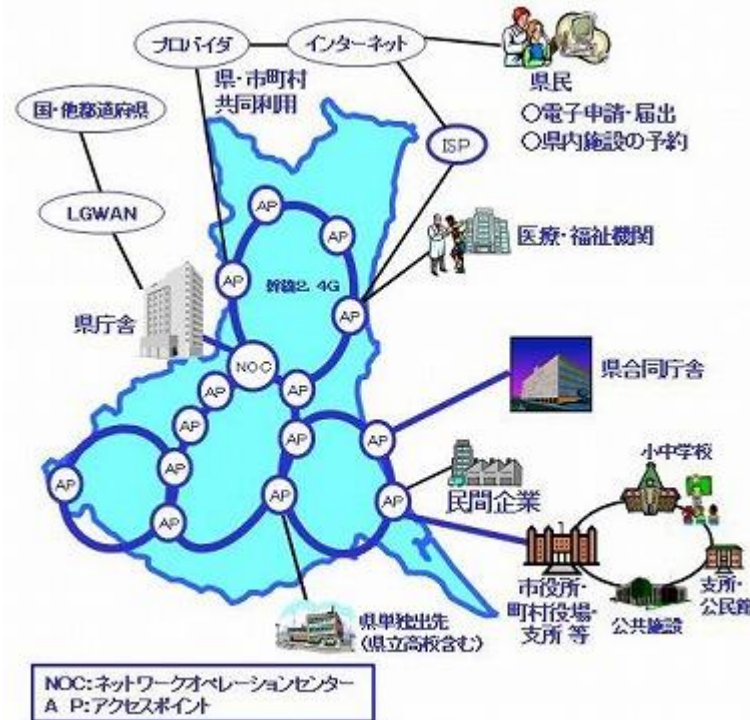 プロバイダ
インターネット
県民
県・市町村
共同利用
○電子申請・届出
○県内施設の予約
国・他都道府県
ISP
LGWAN
AP
AP
医療・福祉機関
AP
幹線2.4G
AP
県庁舎
NOC
県合同庁舎
AP
AP
AP
AP
AP
小中学校
AP
AP
民間企業
AP
AP
AP
市役所・
町村役場・
支所 等
支所・
公民館
公共施設
県単独出先
(県立高校含む)
NOC:ネットワークオペレーションセンター
A P:アクセスポイント